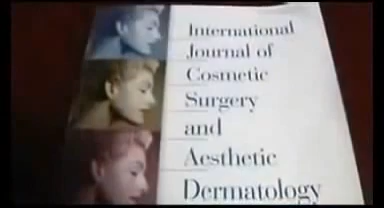 International
Journal of
Cosmetic
Surgery
and
Aesthetic
Dermatology